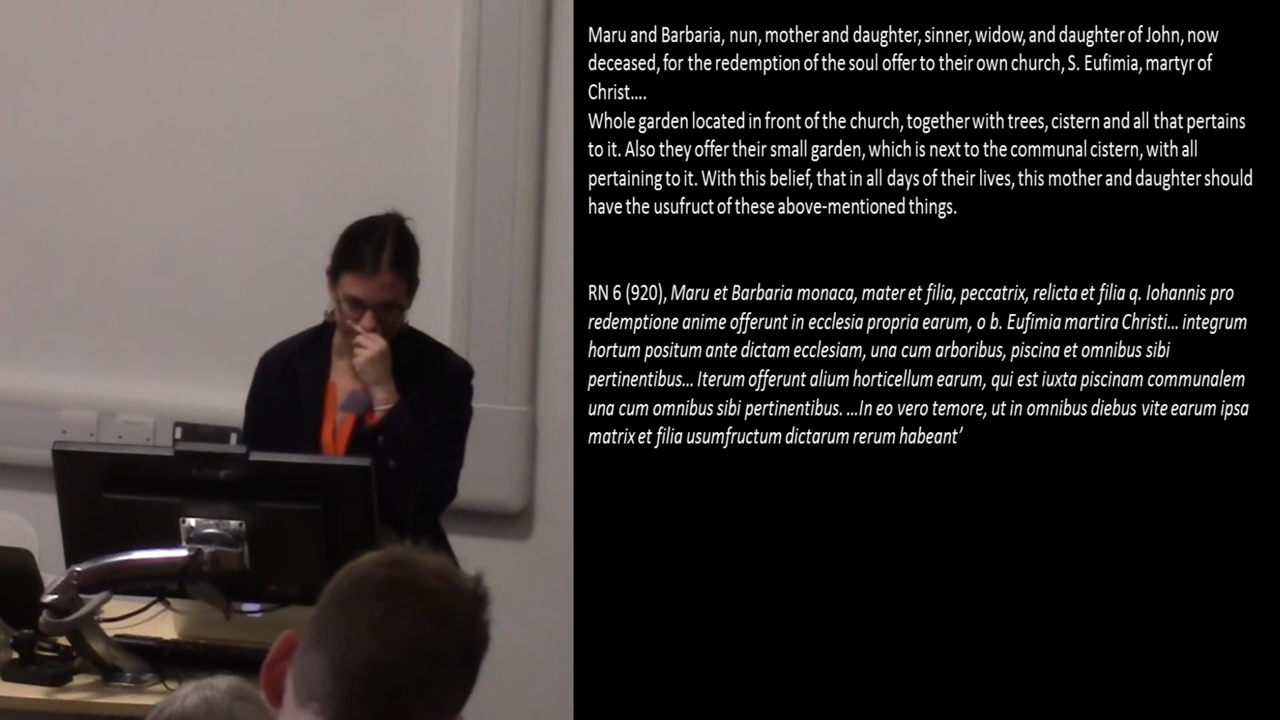 Maru and Barbaria, nun, mother and daughter, sinner, widow, and daughter of John, now
deceased, for the redemption of the soul offer to their own church, S. Eufimia, martyr of
Christ....
Whole garden located in front of the church, together with trees, cistern and all that pertains
to it. Also they offer their small garden, which is next to the communal cistern, with all
pertaining to it. With this belief, that in all days of their lives, this mother and daughter should
have the usufruct of these above-mentioned things.
RN 6 (920), Maru et Barbaria monaca, mater et filia, peccatrix, relicta et filia q. Iohannis pro
redemptione anime offerunt in ecclesia propria earum, o b. Eufimia martira Christi... integrum
hortum positum ante dictam ecclesiam, una cum arboribus, piscina et omnibus sibi
pertinentibus... Iterum offerunt alium horticellum earum, qui est iuxta piscinam communalem
una cum omnibus sibi pertinentibus. ...In eo vero temore, ut in omnibus diebus vite earum ipsa
matrix et filia usumfructum dictarum rerum habeant'